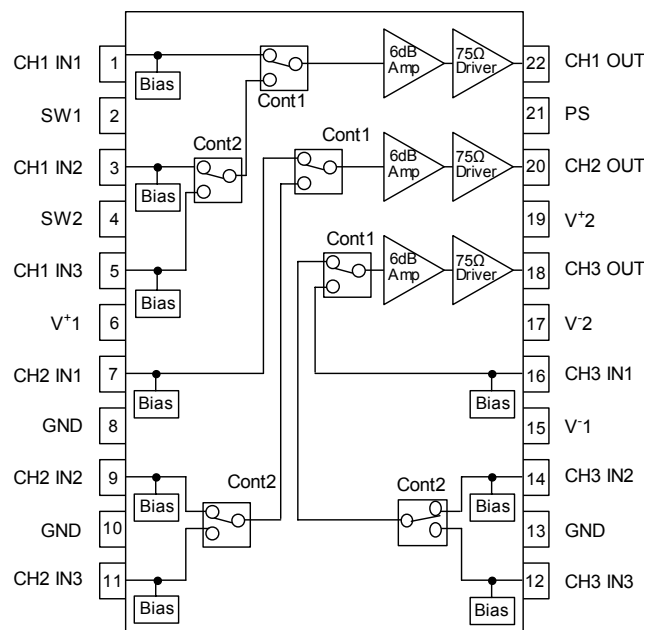 CH1 IN1
1
Bias
Cont1
6dB
Amp
75Ω
Driver
22
CH1 OUT
SW1
2
21
PS
CH1 IN2
3
Bias
Cont2
Cont1
6dB
Amp
75Ω
Driver
20
CH2 OUT
SW2
4
19
V+2
CH1 IN3
5
Bias
Cont1
6dB
Amp
75Ω
Driver
18
CH3 OUT
V+1
6
17
V-2
CH2 IN1
7
Bias
Bias
16
CH3 IN1
GND
8
15
V-1
CH2 IN2
9
Bias
Cont2
Cont2
Bias
14
CH3 IN2
GND
10
13
GND
CH2 IN3
11
Bias
Bias
12
CH3 IN3